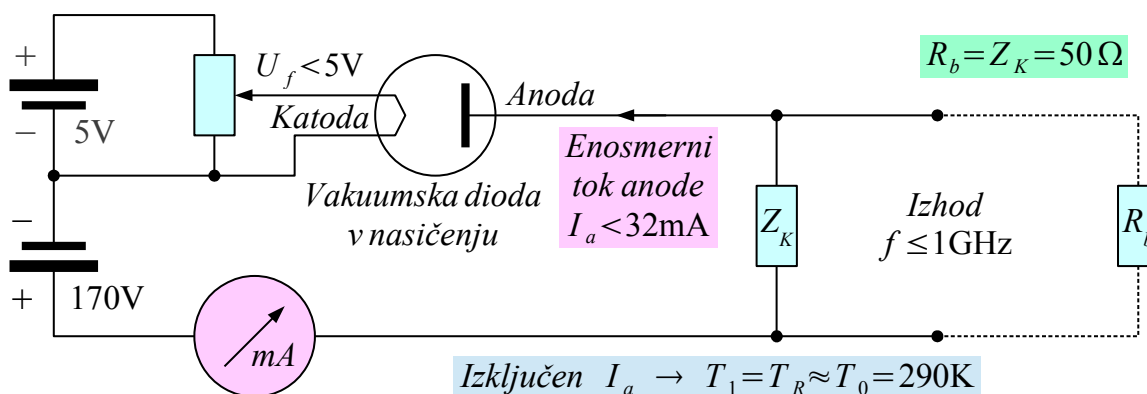 +
U_f<5V
Katoda
Anoda
R_b=Z_K=50 Ω
−
5V
Vakuumska dioda
v nasičenju
Enosmerni
tok anode
I_a<32mA
Z_K
Izhod
f≤1GHz
R_b
−
+
170V
mA
Izključen I_a → T_1=T_R≈T_0=290K